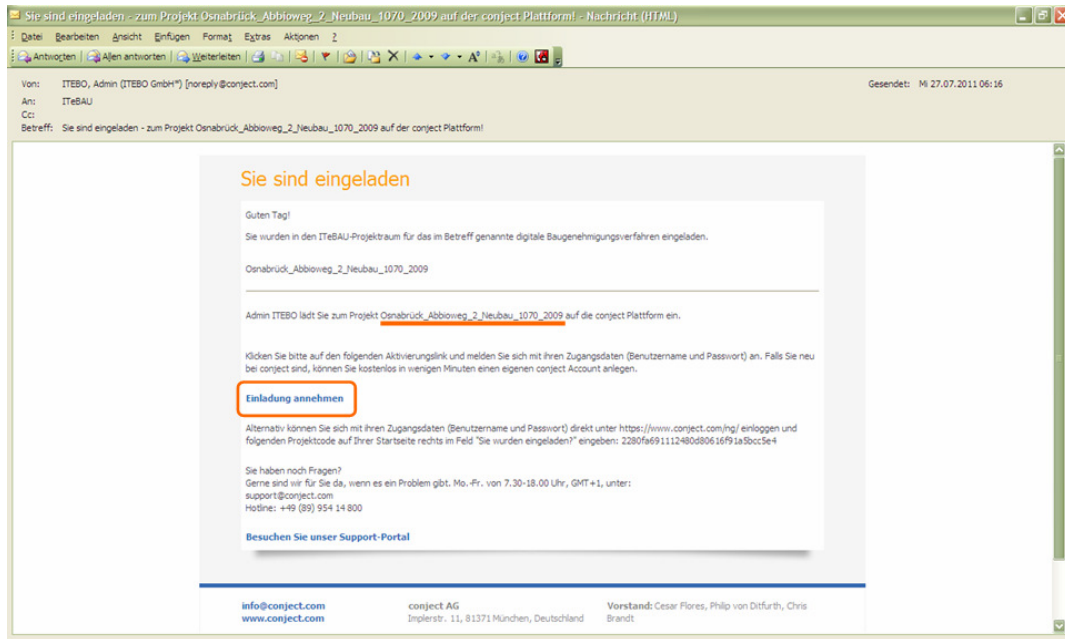 Sie sind eingeladen - zum Projekt Osnabrück_Abbioweg_2_Neubau_1070_2009 auf der conject Plattform! - Nachricht (HTML)
Datei Bearbeiten Ansicht Einfügen Format Extras Aktionen ?
Antworten Allen antworten Weiterleiten
Von: ITEBO, Admin (ITEBO GmbH*) [noreply@conject.com] Gesendet: Mi 27.07.2011 06:16
An: ITeBAU
Cc:
Betreff: Sie sind eingeladen - zum Projekt Osnabrück_Abbioweg_2_Neubau_1070_2009 auf der conject Plattform!
Sie sind eingeladen
Guten Tag!
Sie wurden in den ITeBAU-Projektraum für das im Betreff genannte digitale Baugenehmigungsverfahren eingeladen.
Osnabrück_Abbioweg_2_Neubau_1070_2009
Admin ITEBO lädt Sie zum Projekt Osnabrück_Abbioweg_2_Neubau_1070_2009 auf die conject Plattform ein.
Klicken Sie bitte auf den folgenden Aktivierungslink und melden Sie sich mit ihren Zugangsdaten (Benutzername und Passwort) an. Falls Sie neu
bei conject sind, können Sie kostenlos in wenigen Minuten einen eigenen conject Account anlegen.
Einladung annehmen
Alternativ können Sie sich mit ihren Zugangsdaten (Benutzername und Passwort) direkt unter https://www.conject.com/ng/ einloggen und
folgenden Projektcode auf Ihrer Startseite rechts im Feld "Sie wurden eingeladen?" eingeben: 2280fa691112480d80616f91a5bcc5e4
Sie haben noch Fragen?
Gerne sind wir für Sie da, wenn es ein Problem gibt. Mo.-Fr. von 7.30-18.00 Uhr, GMT+1, unter:
support@conject.com
Hotline: +49 (89) 954 14 800
Besuchen Sie unser Support-Portal
info@conject.com conject AG Vorstand: Cesar Flores, Philip von Ditfurth, Chris
www.conject.com Implerstr. 11, 81371 München, Deutschland Brandt